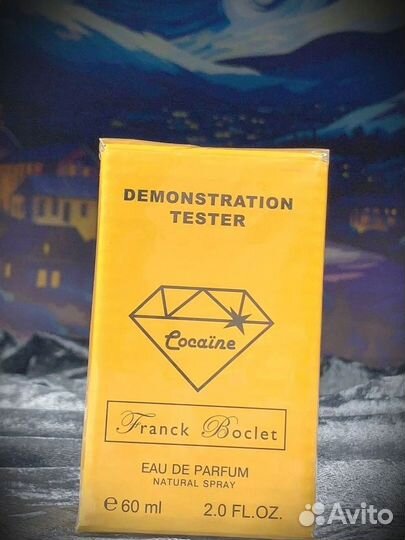 DEMONSTRATION
TESTER
Cocaïne
Franck Boclet
EAU DE PARFUM
NATURAL SPRAY
℮ 60 ml 2.0 FL.OZ.
Avito